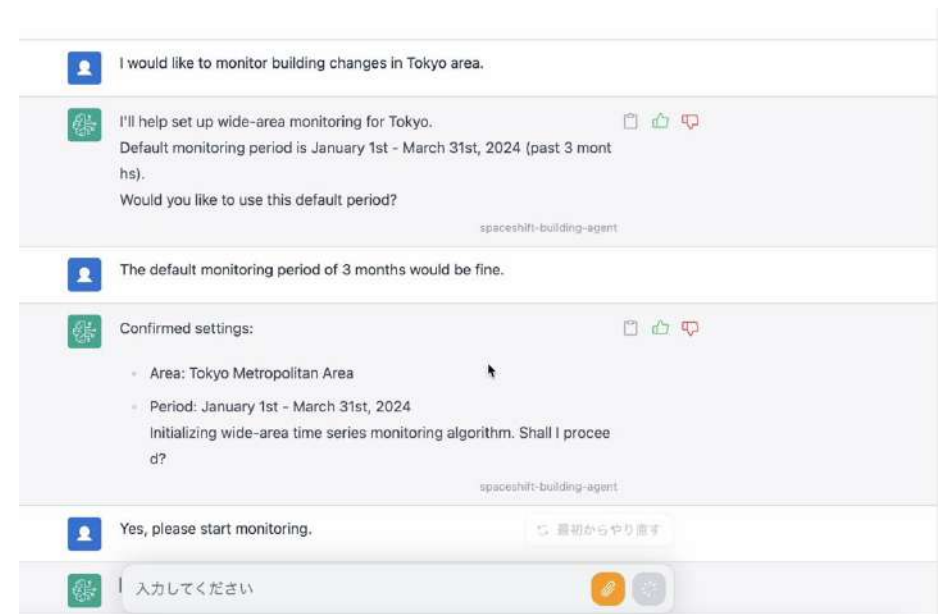 I would like to monitor building changes in Tokyo area.
I'll help set up wide-area monitoring for Tokyo.
Default monitoring period is January 1st - March 31st, 2024 (past 3 mont
hs).
Would you like to use this default period?
spaceshift-building-agent
The default monitoring period of 3 months would be fine.
Confirmed settings:
Area: Tokyo Metropolitan Area
Period: January 1st - March 31st, 2024
Initializing wide-area time series monitoring algorithm. Shall I procee
d?
spaceshift-building-agent
Yes, please start monitoring.
最初からやり直す
入力してください